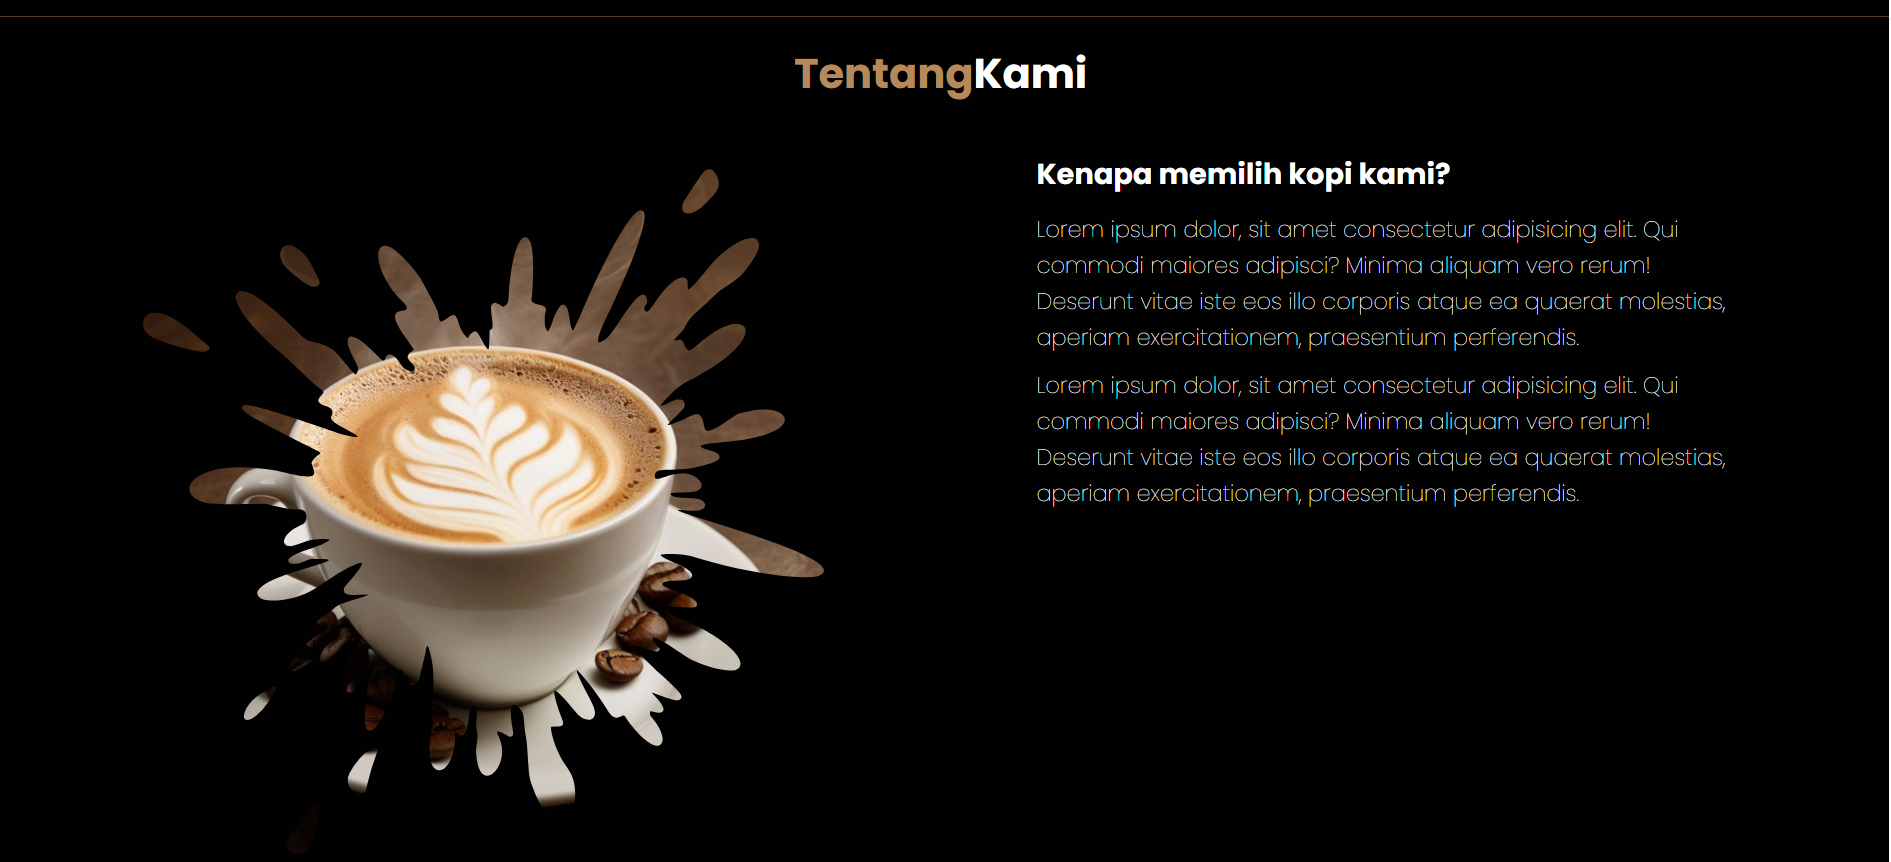 TentangKami
Kenapa memilih kopi kami?
Lorem ipsum dolor, sit amet consectetur adipisicing elit. Qui
commodi maiores adipisci? Minima aliquam vero rerum!
Deserunt vitae iste eos illo corporis atque ea quaerat molestias,
aperiam exercitationem, praesentium perferendis.
Lorem ipsum dolor, sit amet consectetur adipisicing elit. Qui
commodi maiores adipisci? Minima aliquam vero rerum!
Deserunt vitae iste eos illo corporis atque ea quaerat molestias,
aperiam exercitationem, praesentium perferendis.